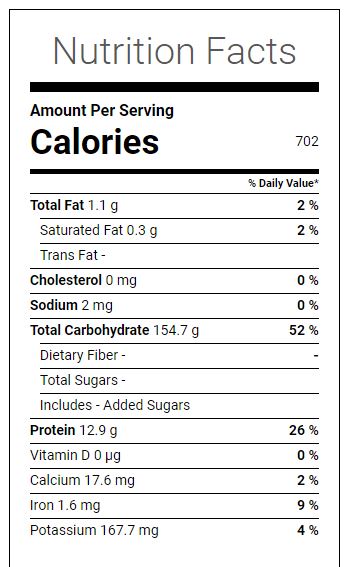 Nutrition Facts
Amount Per Serving
Calories 702
% Daily Value*
Total Fat 1.1 g 2 %
Saturated Fat 0.3 g 2 %
Trans Fat -
Cholesterol 0 mg 0 %
Sodium 2 mg 0 %
Total Carbohydrate 154.7 g 52 %
Dietary Fiber - -
Total Sugars -
Includes - Added Sugars
Protein 12.9 g 26 %
Vitamin D 0 µg 0 %
Calcium 17.6 mg 2 %
Iron 1.6 mg 9 %
Potassium 167.7 mg 4 %